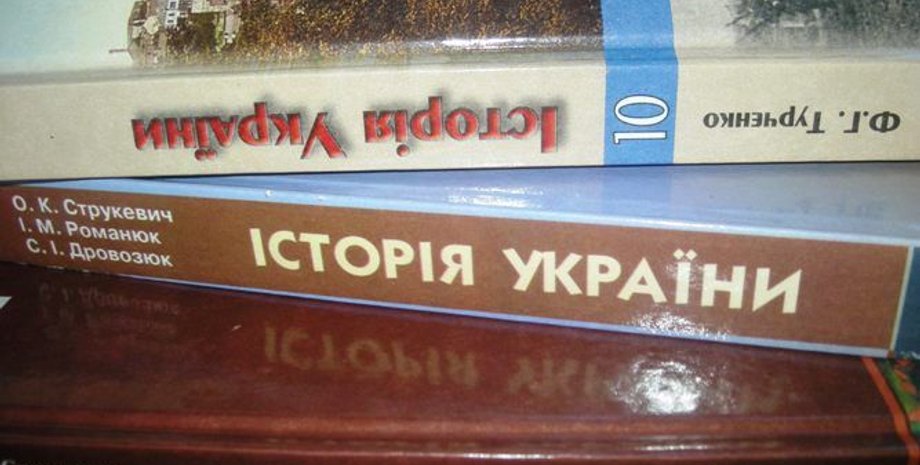 Історія України
10
Ф.Г. Турченко
О. К. Струкевич
І. М. Романюк
С. І. Дровозюк
ІСТОРІЯ УКРАЇНИ